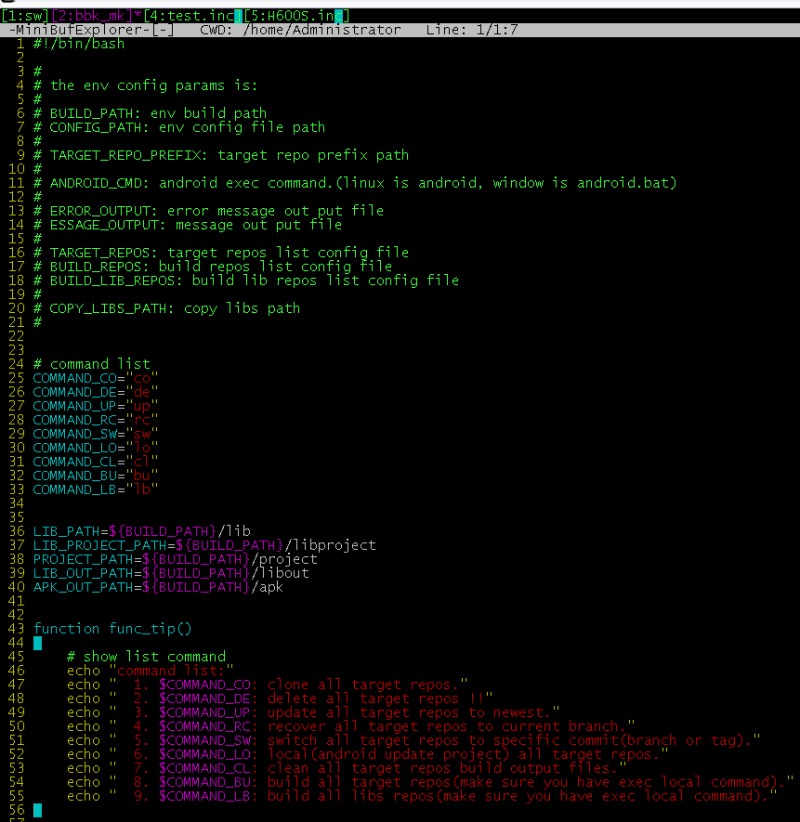 [1:sw][2:bbk_mk]*[4:test.inc][5:H600S.inc]
-MiniBufExplorer-[-]   CWD: /home/Administrator   Line: 1/1:7
1 #!/bin/bash
2
3 #
4 # the env config params is:
5 #
6 # BUILD_PATH: env build path
7 # CONFIG_PATH: env config file path
8 #
9 # TARGET_REPO_PREFIX: target repo prefix path
10 #
11 # ANDROID_CMD: android exec command.(linux is android, window is android.bat)
12 #
13 # ERROR_OUTPUT: error message out put file
14 # ESSAGE_OUTPUT: message out put file
15 #
16 # TARGET_REPOS: target repos list config file
17 # BUILD_REPOS: build repos list config file
18 # BUILD_LIB_REPOS: build lib repos list config file
19 #
20 # COPY_LIBS_PATH: copy libs path
21 #
22
23
24 # command list
25 COMMAND_CO="co"
26 COMMAND_DE="de"
27 COMMAND_UP="up"
28 COMMAND_RC="rc"
29 COMMAND_SW="sw"
30 COMMAND_LO="lo"
31 COMMAND_CL="cl"
32 COMMAND_BU="bu"
33 COMMAND_LB="lb"
34
35
36 LIB_PATH=${BUILD_PATH}/lib
37 LIB_PROJECT_PATH=${BUILD_PATH}/libproject
38 PROJECT_PATH=${BUILD_PATH}/project
39 LIB_OUT_PATH=${BUILD_PATH}/libout
40 APK_OUT_PATH=${BUILD_PATH}/apk
41
42
43 function func_tip()
44
45     # show list command
46     echo "command list:"
47     echo "  1. $COMMAND_CO: clone all target repos."
48     echo "  2. $COMMAND_DE: delete all target repos !!"
49     echo "  3. $COMMAND_UP: update all target repos to newest."
50     echo "  4. $COMMAND_RC: recover all target repos to current branch."
51     echo "  5. $COMMAND_SW: switch all target repos to specific commit(branch or tag)."
52     echo "  6. $COMMAND_LO: local(android update project) all target repos."
53     echo "  7. $COMMAND_CL: clean all target repos build output files."
54     echo "  8. $COMMAND_BU: build all target repos(make sure you have exec local command)."
55     echo "  9. $COMMAND_LB: build all libs repos(make sure you have exec local command)."
56